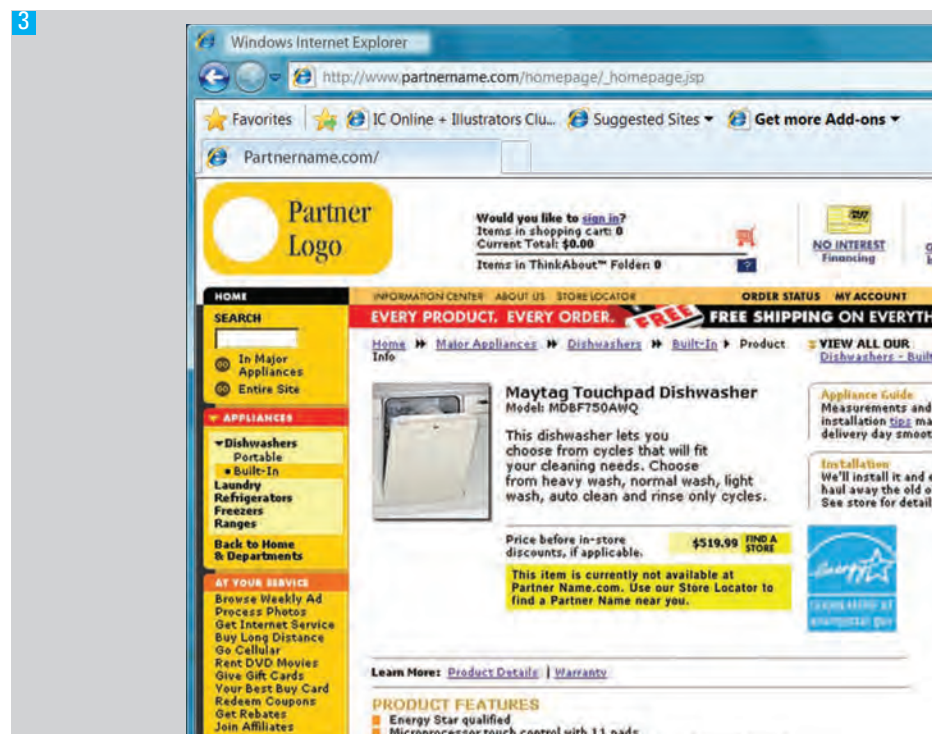 3
Windows Internet Explorer
http://www.partnername.com/homepage/_homepage.jsp
Favorites
IC Online + Illustrators Clu...
Suggested Sites
Get more Add-ons
Partnername.com/
Partner
Logo
Would you like to sign in?
Items in shopping cart: 0
Current Total: $0.00
Items in ThinkAbout™ Folder: 0
?
NO INTEREST
Financing
HOME
INFORMATION CENTER ABOUT US STORE LOCATOR
ORDER STATUS MY ACCOUNT
SEARCH
GO In Major
Appliances
GO Entire Site
EVERY PRODUCT. EVERY ORDER. FREE FREE SHIPPING ON EVERYTH
Home Major Appliances Dishwashers Built-In Product
Info
VIEW ALL OUR
Dishwashers - Built
APPLIANCES
Dishwashers
Portable
• Built-In
Laundry
Refrigerators
Freezers
Ranges
Back to Home
& Departments
Maytag Touchpad Dishwasher
Model: MDBF750AWQ
This dishwasher lets you
choose from cycles that will fit
your cleaning needs. Choose
from heavy wash, normal wash, light
wash, auto clean and rinse only cycles.
Appliance Guide
Measurements and
installation tips ma
delivery day smoot
Installation
We'll install it and
haul away the old o
See store for detail
Price before in-store
discounts, if applicable.
$519.99 FIND A
STORE
This item is currently not available at
Partner Name.com. Use our Store Locator to
find a Partner Name near you.
energy
AT YOUR SERVICE
Browse Weekly Ad
Process Photos
Get Internet Service
Buy Long Distance
Go Cellular
Rent DVD Movies
Give Gift Cards
Your Best Buy Card
Redeem Coupons
Get Rebates
Join Affiliates
Learn More: Product Details | Warranty
PRODUCT FEATURES
Energy Star qualified
Microprocessor touch control with 11 pads